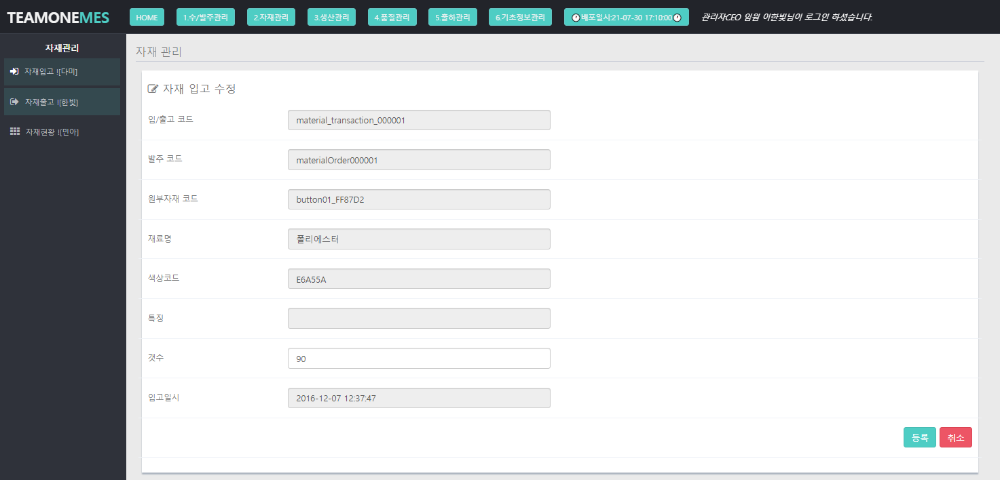 TEAMONEMES HOME 1.수/발주관리 2.자재관리 3.생산관리 4.품질관리 5.출하관리 6.기초정보관리 배포일시:21-07-30 17:10:00 관리자CEO 임원 이한빛님이 로그인 하셨습니다.
자재관리
자재입고 ![다미]
자재출고 ![한빛]
자재현황 ![민아]
자재 관리
자재 입고 수정
입/출고 코드 material_transaction_000001
발주 코드 materialOrder000001
원부자재 코드 button01_FF87D2
재료명 폴리에스터
색상코드 E6A55A
특징
갯수 90
입고일시 2016-12-07 12:37:47
등록 취소